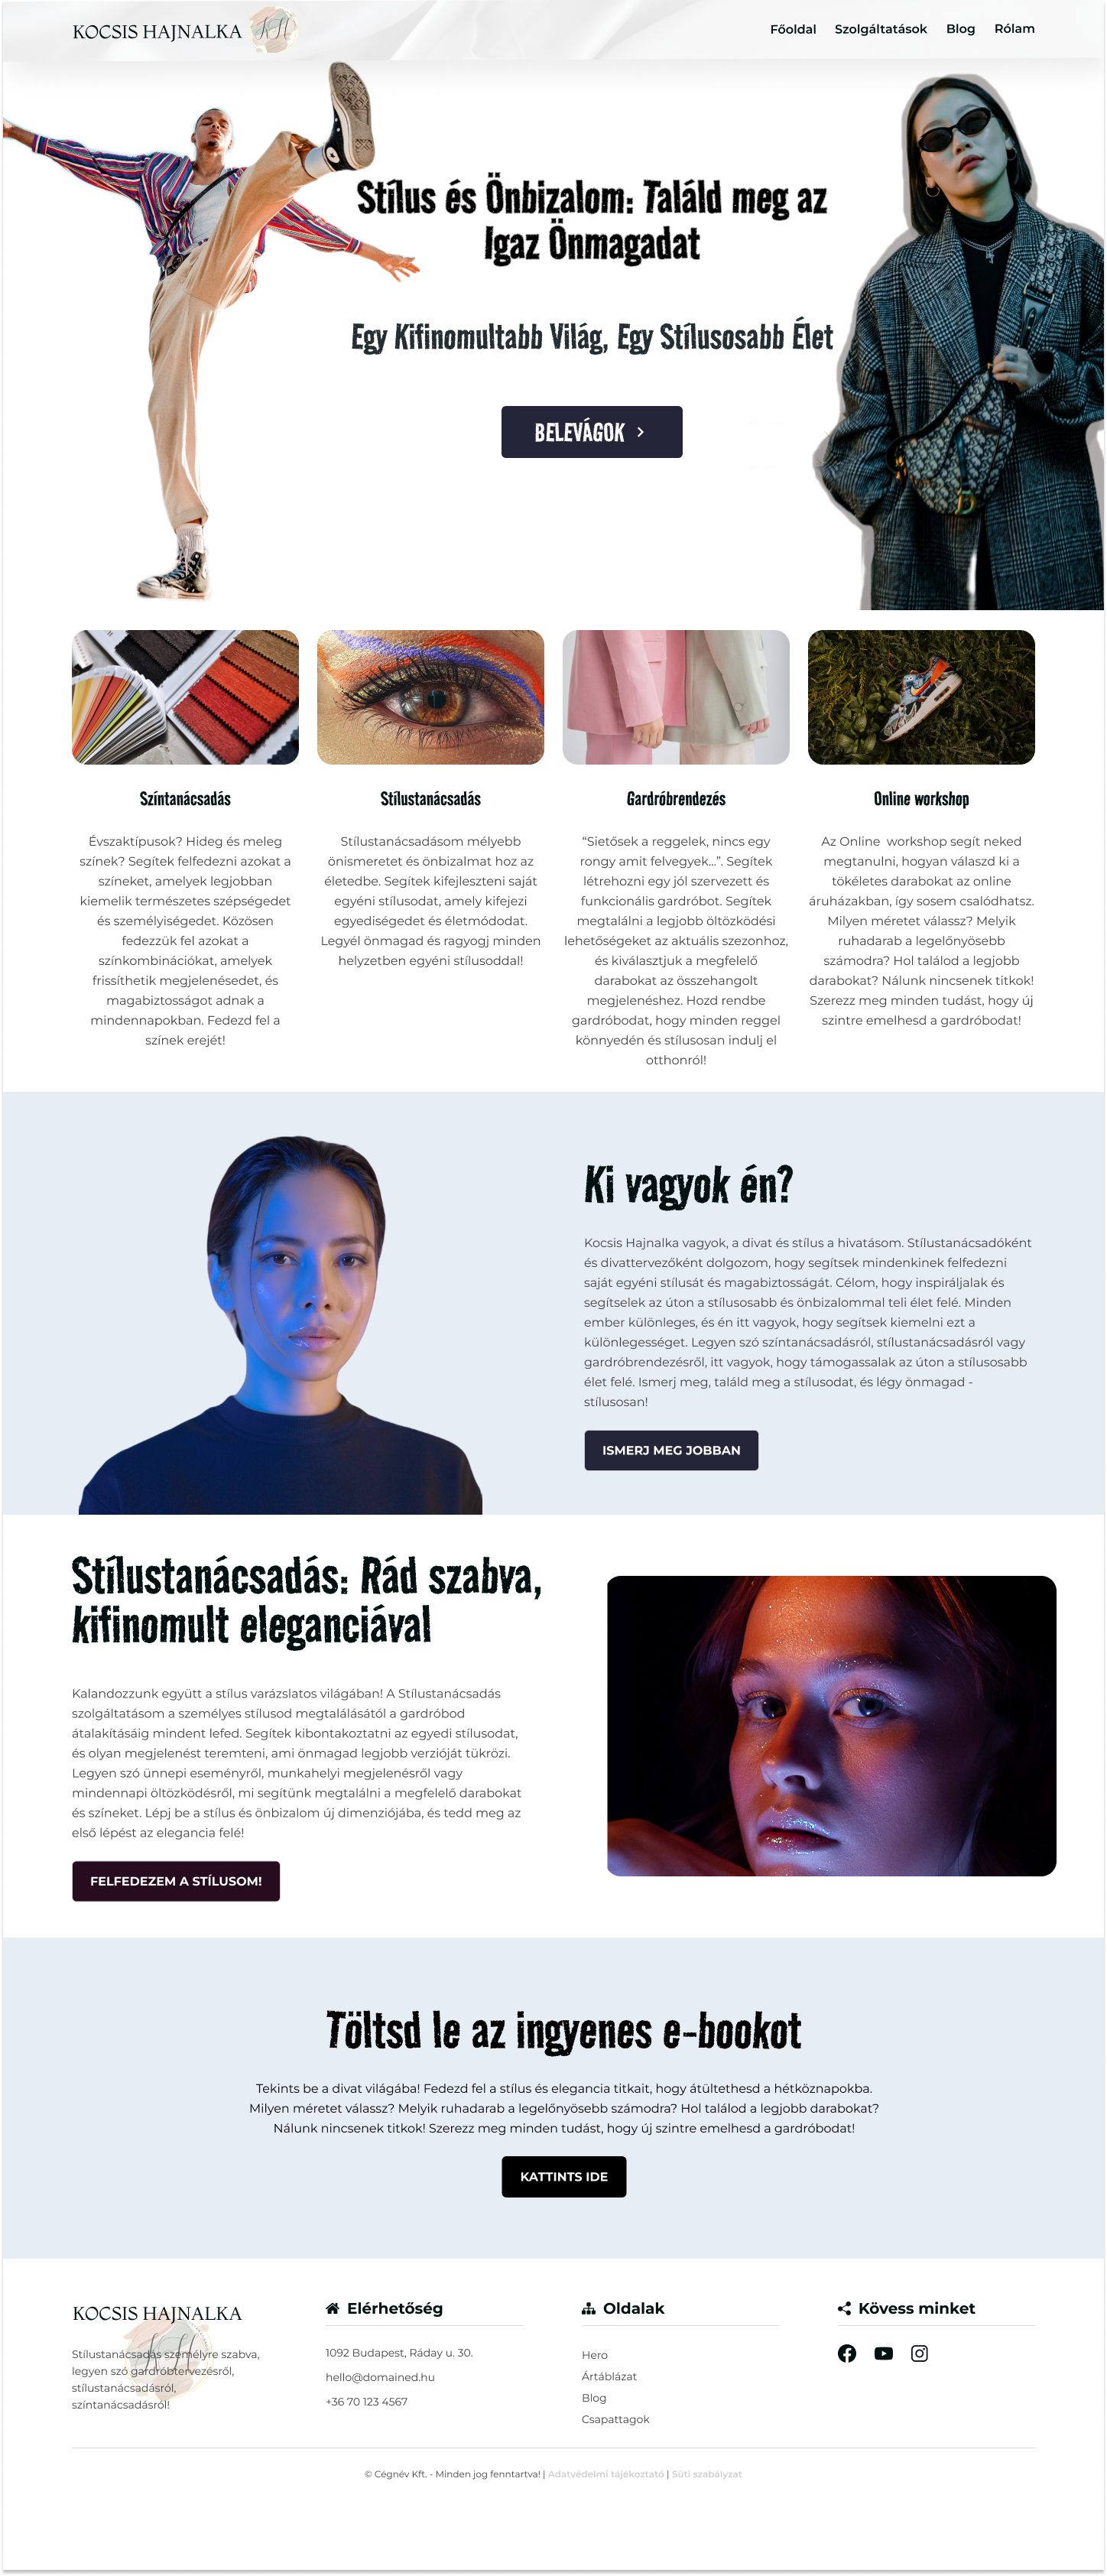 KOCSIS HAJNALKA KH
Főoldal Szolgáltatások Blog Rólam
Stílus és Önbizalom: Találd meg az
Igaz Önmagadat
Egy Kifinomultabb Világ, Egy Stílusosabb Élet
BELEVÁGOK
Színtanácsadás
Évszaktípusok? Hideg és meleg
színek? Segítek felfedezni azokat a
színeket, amelyek legjobban
kiemelik természetes szépségedet
és személyiségedet. Közösen
fedezzük fel azokat a
színkombinációkat, amelyek
frissíthetik megjelenésedet, és
magabiztosságot adnak a
mindennapokban. Fedezd fel a
színek erejét!
Stílustanácsadás
Stílustanácsadásom mélyebb
önismeretet és önbizalmat hoz az
életedbe. Segítek kifejleszteni saját
egyéni stílusodat, amely kifejezi
egyediségedet és életmódodat.
Legyél önmagad és ragyogj minden
helyzetben egyéni stílusoddal!
Gardróbrendezés
“Sietősek a reggelek, nincs egy
rongy amit felvegyek...”. Segítek
létrehozni egy jól szervezett és
funkcionális gardróbot. Segítek
megtalálni a legjobb öltözködési
lehetőségeket az aktuális szezonhoz,
és kiválasztjuk a megfelelő
darabokat az összehangolt
megjelenéshez. Hozd rendbe
gardróbodat, hogy minden reggel
könnyedén és stílusosan indulj el
otthonról!
Online workshop
Az Online workshop segít neked
megtanulni, hogyan válaszd ki a
tökéletes darabokat az online
áruházakban, így sosem csalódhatsz.
Milyen méretet válassz? Melyik
ruhadarab a legelőnyösebb
számodra? Hol találod a legjobb
darabokat? Nálunk nincsenek titkok!
Szerezz meg minden tudást, hogy új
szintre emelhesd a gardróbodat!
Ki vagyok én?
Kocsis Hajnalka vagyok, a divat és stílus a hivatásom. Stílustanácsadóként
és divattervezőként dolgozom, hogy segítsek mindenkinek felfedezni
saját egyéni stílusát és magabiztosságát. Célom, hogy inspiráljalak és
segítselek az úton a stílusosabb és önbizalommal teli élet felé. Minden
ember különleges, és én itt vagyok, hogy segítsek kiemelni ezt a
különlegességet. Legyen szó színtanácsadásról, stílustanácsadásról vagy
gardróbrendezésről, itt vagyok, hogy támogassalak az úton a stílusosabb
élet felé. Ismerj meg, találd meg a stílusodat, és légy önmagad -
stílusosan!
ISMERJ MEG JOBBAN
Stílustanácsadás: Rád szabva,
kifinomult eleganciával
Kalandozzunk együtt a stílus varázslatos világában! A Stílustanácsadás
szolgáltatásom a személyes stílusod megtalálásától a gardróbod
átalakításáig mindent lefed. Segítek kibontakoztatni az egyedi stílusodat,
és olyan megjelenést teremteni, ami önmagad legjobb verzióját tükrözi.
Legyen szó ünnepi eseményről, munkahelyi megjelenésről vagy
mindennapi öltözködésről, mi segítünk megtalálni a megfelelő darabokat
és színeket. Lépj be a stílus és önbizalom új dimenziójába, és tedd meg az
első lépést az elegancia felé!
FELFEDEZEM A STÍLUSOM!
Töltsd le az ingyenes e-bookot
Tekints be a divat világába! Fedezd fel a stílus és elegancia titkait, hogy átültethesd a hétköznapokba.
Milyen méretet válassz? Melyik ruhadarab a legelőnyösebb számodra? Hol találod a legjobb darabokat?
Nálunk nincsenek titkok! Szerezz meg minden tudást, hogy új szintre emelhesd a gardróbodat!
KATTINTS IDE
KOCSIS HAJNALKA
KH
Stílustanácsadás személyre szabva,
legyen szó gardróbtervezésről,
stílustanácsadásról,
színtanácsadásról!
Elérhetőség
1092 Budapest, Ráday u. 30.
hello@domained.hu
+36 70 123 4567
Oldalak
Hero
Ártáblázat
Blog
Csapattagok
Kövess minket
© Cégnév Kft. - Minden jog fenntartva! | Adatvédelmi tájékoztató | Süti szabályzat